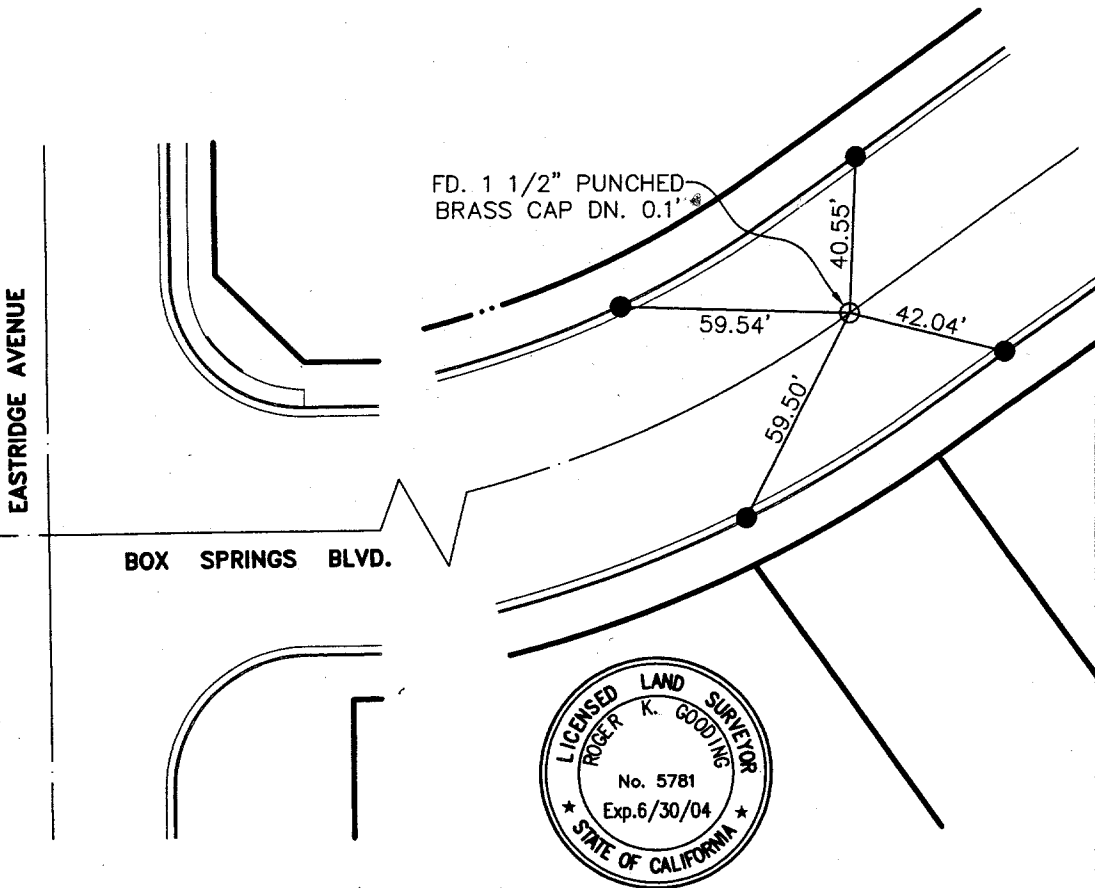 FD. 1 1/2" PUNCHED
BRASS CAP DN. 0.1'
40.55'
59.54'
42.04'
59.50'
EASTRIDGE AVENUE
BOX SPRINGS BLVD.
LICENSED LAND SURVEYOR
ROGER K. GOODING
No. 5781
Exp.6/30/04
★ STATE OF CALIFORNIA ★